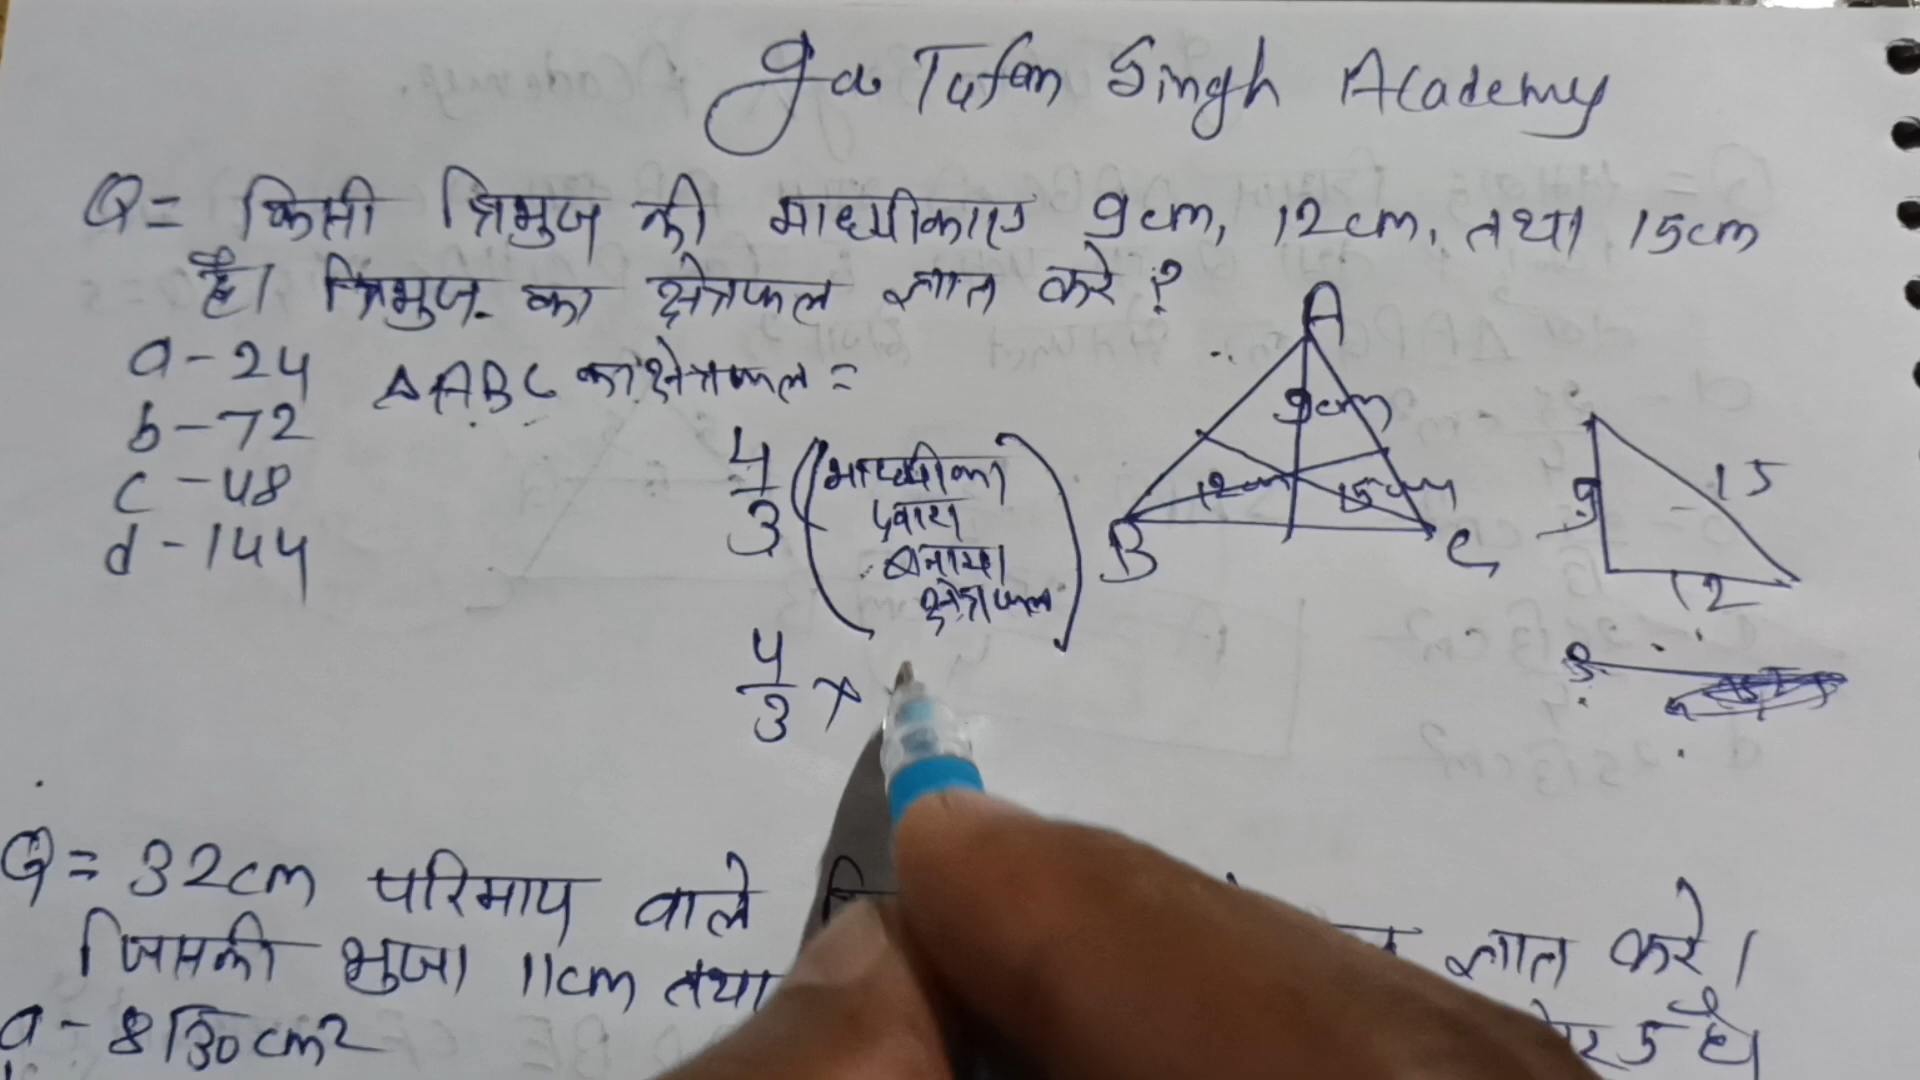 Tufan Singh Academy
Q= किसी त्रिभुज की माध्यीकाए 9cm, 12cm, तथा 15cm
है। त्रिभुज का क्षेत्रफल ज्ञात करे ?
a-24
b-72
c-48
d-144
ΔABC का क्षेत्रफल =
4/3 (माध्यीका
द्वारा
बनाया
क्षेत्रफल)
4/3 ×
A
9cm
12cm 15cm
B C
9 15
12
Q= 32cm परिमाप वाले
ज्ञात करे।
जिसकी भुजा 11cm तथा
5 है।
a-8√30 cm2